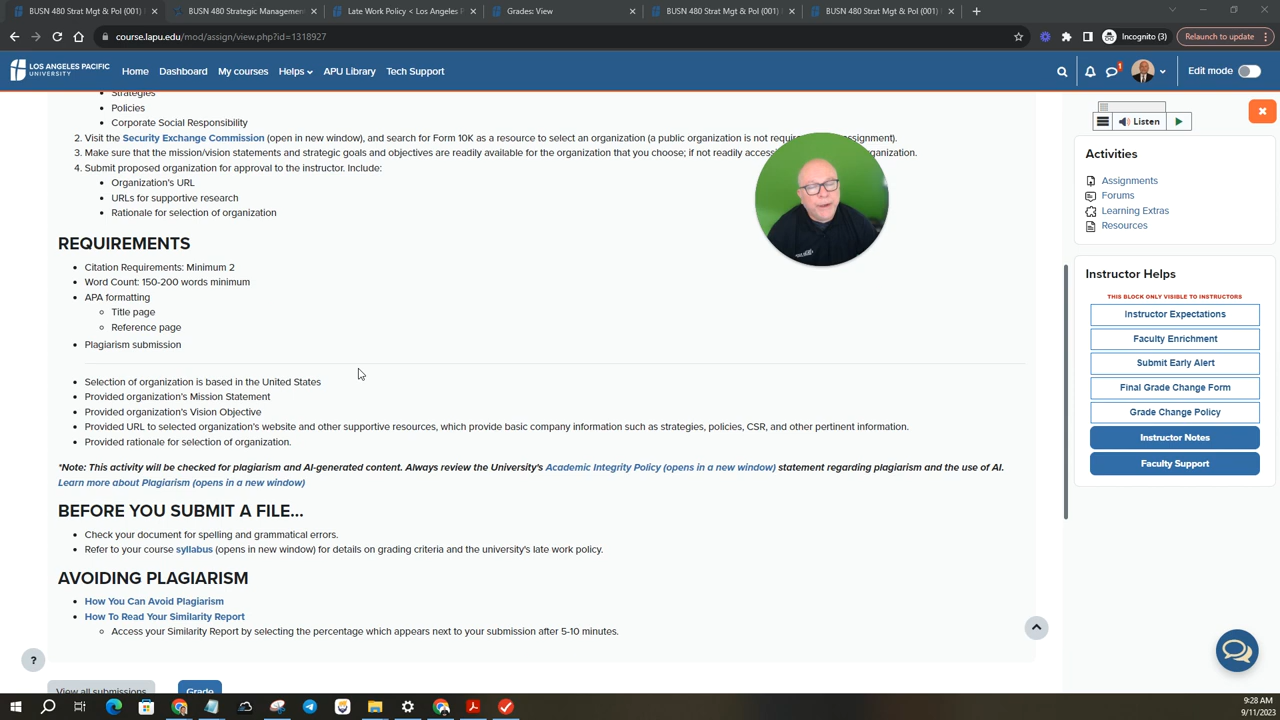 BUSN 480 Strat Mgt & Pol (001)
BUSN 480 Strategic Management
Late Work Policy < Los Angeles P
Grades: View
BUSN 480 Strat Mgt & Pol (001)
BUSN 480 Strat Mgt & Pol (001)
course.lapu.edu/mod/assign/view.php?id=1318927
Incognito (3)
Relaunch to update
LOS ANGELES PACIFIC
UNIVERSITY
Home
Dashboard
My courses
Helps
APU Library
Tech Support
1
Edit mode
Strategies
Policies
Corporate Social Responsibility
2. Visit the Security Exchange Commission (open in new window), and search for Form 10K as a resource to select an organization (a public organization is not assignment).
3. Make sure that the mission/vision statements and strategic goals and objectives are readily available for the organization that you choose; if not readily organization.
4. Submit proposed organization for approval to the instructor. Include:
Organization's URL
URLs for supportive research
Rationale for selection of organization
REQUIREMENTS
Citation Requirements: Minimum 2
Word Count: 150-200 words minimum
APA formatting
Title page
Reference page
Plagiarism submission
Selection of organization is based in the United States
Provided organization's Mission Statement
Provided organization's Vision Objective
Provided URL to selected organization's website and other supportive resources, which provide basic company information such as strategies, policies, CSR, and other pertinent information.
Provided rationale for selection of organization.
*Note: This activity will be checked for plagiarism and AI-generated content. Always review the University's Academic Integrity Policy (opens in a new window) statement regarding plagiarism and the use of AI.
Learn more about Plagiarism (opens in a new window)
BEFORE YOU SUBMIT A FILE...
Check your document for spelling and grammatical errors.
Refer to your course syllabus (opens in new window) for details on grading criteria and the university's late work policy.
AVOIDING PLAGIARISM
How You Can Avoid Plagiarism
How To Read Your Similarity Report
Access your Similarity Report by selecting the percentage which appears next to your submission after 5-10 minutes.
View all submissions
Grade
?
Listen
Activities
Assignments
Forums
Learning Extras
Resources
Instructor Helps
THIS BLOCK ONLY VISIBLE TO INSTRUCTORS
Instructor Expectations
Faculty Enrichment
Submit Early Alert
Final Grade Change Form
Grade Change Policy
Instructor Notes
Faculty Support
9:28 AM
9/11/2023